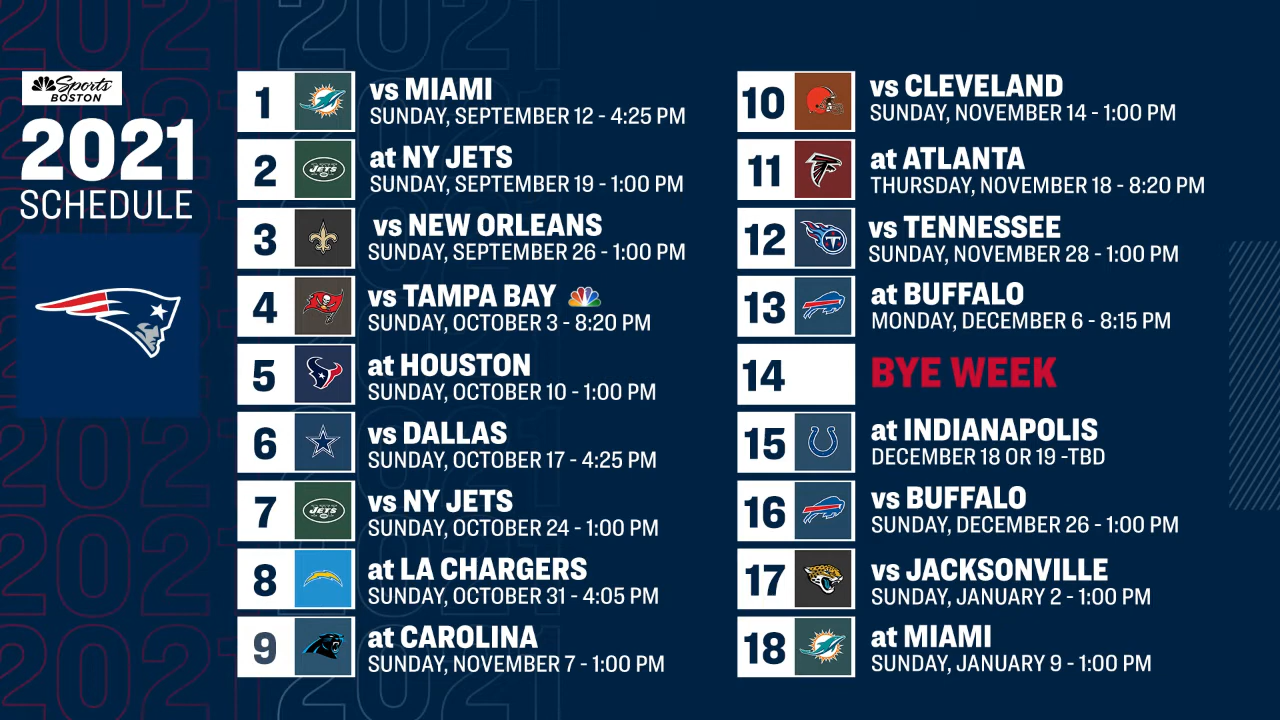 Sports
BOSTON
2021
SCHEDULE
1
vs MIAMI
SUNDAY, SEPTEMBER 12 - 4:25 PM
2
JETS
at NY JETS
SUNDAY, SEPTEMBER 19 - 1:00 PM
3
vs NEW ORLEANS
SUNDAY, SEPTEMBER 26 - 1:00 PM
4
vs TAMPA BAY
SUNDAY, OCTOBER 3 - 8:20 PM
5
at HOUSTON
SUNDAY, OCTOBER 10 - 1:00 PM
6
vs DALLAS
SUNDAY, OCTOBER 17 - 4:25 PM
7
JETS
vs NY JETS
SUNDAY, OCTOBER 24 - 1:00 PM
8
at LA CHARGERS
SUNDAY, OCTOBER 31 - 4:05 PM
9
at CAROLINA
SUNDAY, NOVEMBER 7 - 1:00 PM
10
vs CLEVELAND
SUNDAY, NOVEMBER 14 - 1:00 PM
11
at ATLANTA
THURSDAY, NOVEMBER 18 - 8:20 PM
12
vs TENNESSEE
SUNDAY, NOVEMBER 28 - 1:00 PM
13
at BUFFALO
MONDAY, DECEMBER 6 - 8:15 PM
14
BYE WEEK
15
at INDIANAPOLIS
DECEMBER 18 OR 19 -TBD
16
vs BUFFALO
SUNDAY, DECEMBER 26 - 1:00 PM
17
vs JACKSONVILLE
SUNDAY, JANUARY 2 - 1:00 PM
18
at MIAMI
SUNDAY, JANUARY 9 - 1:00 PM